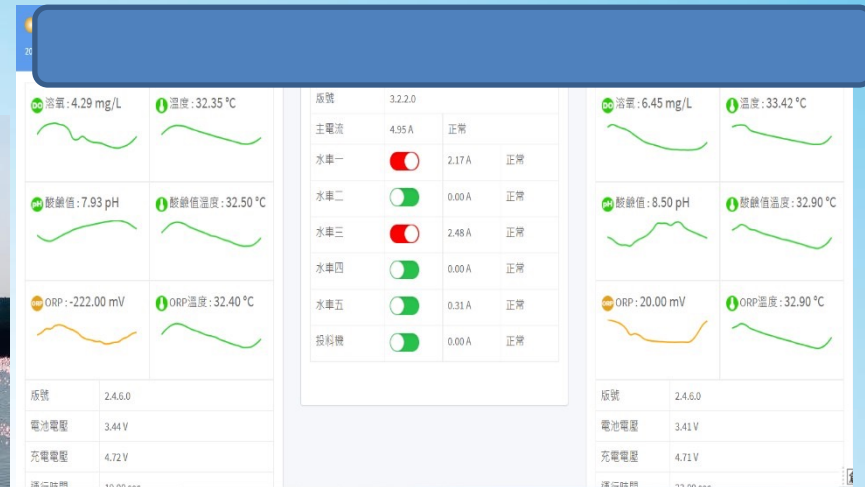 20
DO 溶氧 : 4.29 mg/L
溫度 : 32.35 °C
pH 酸鹼值 : 7.93 pH
酸鹼值溫度 : 32.50 °C
ORP ORP : -222.00 mV
ORP溫度 : 32.40 °C
版號 2.4.6.0
電池電壓 3.44 V
充電電壓 4.72 V
版號 3.2.2.0
主電流 4.95 A 正常
水車一 2.17 A 正常
水車二 0.00 A 正常
水車三 2.48 A 正常
水車四 0.00 A 正常
水車五 0.31 A 正常
投料機 0.00 A 正常
DO 溶氧 : 6.45 mg/L
溫度 : 33.42 °C
pH 酸鹼值 : 8.50 pH
酸鹼值溫度 : 32.90 °C
ORP ORP : 20.00 mV
ORP溫度 : 32.90 °C
版號 2.4.6.0
電池電壓 3.41 V
充電電壓 4.71 V